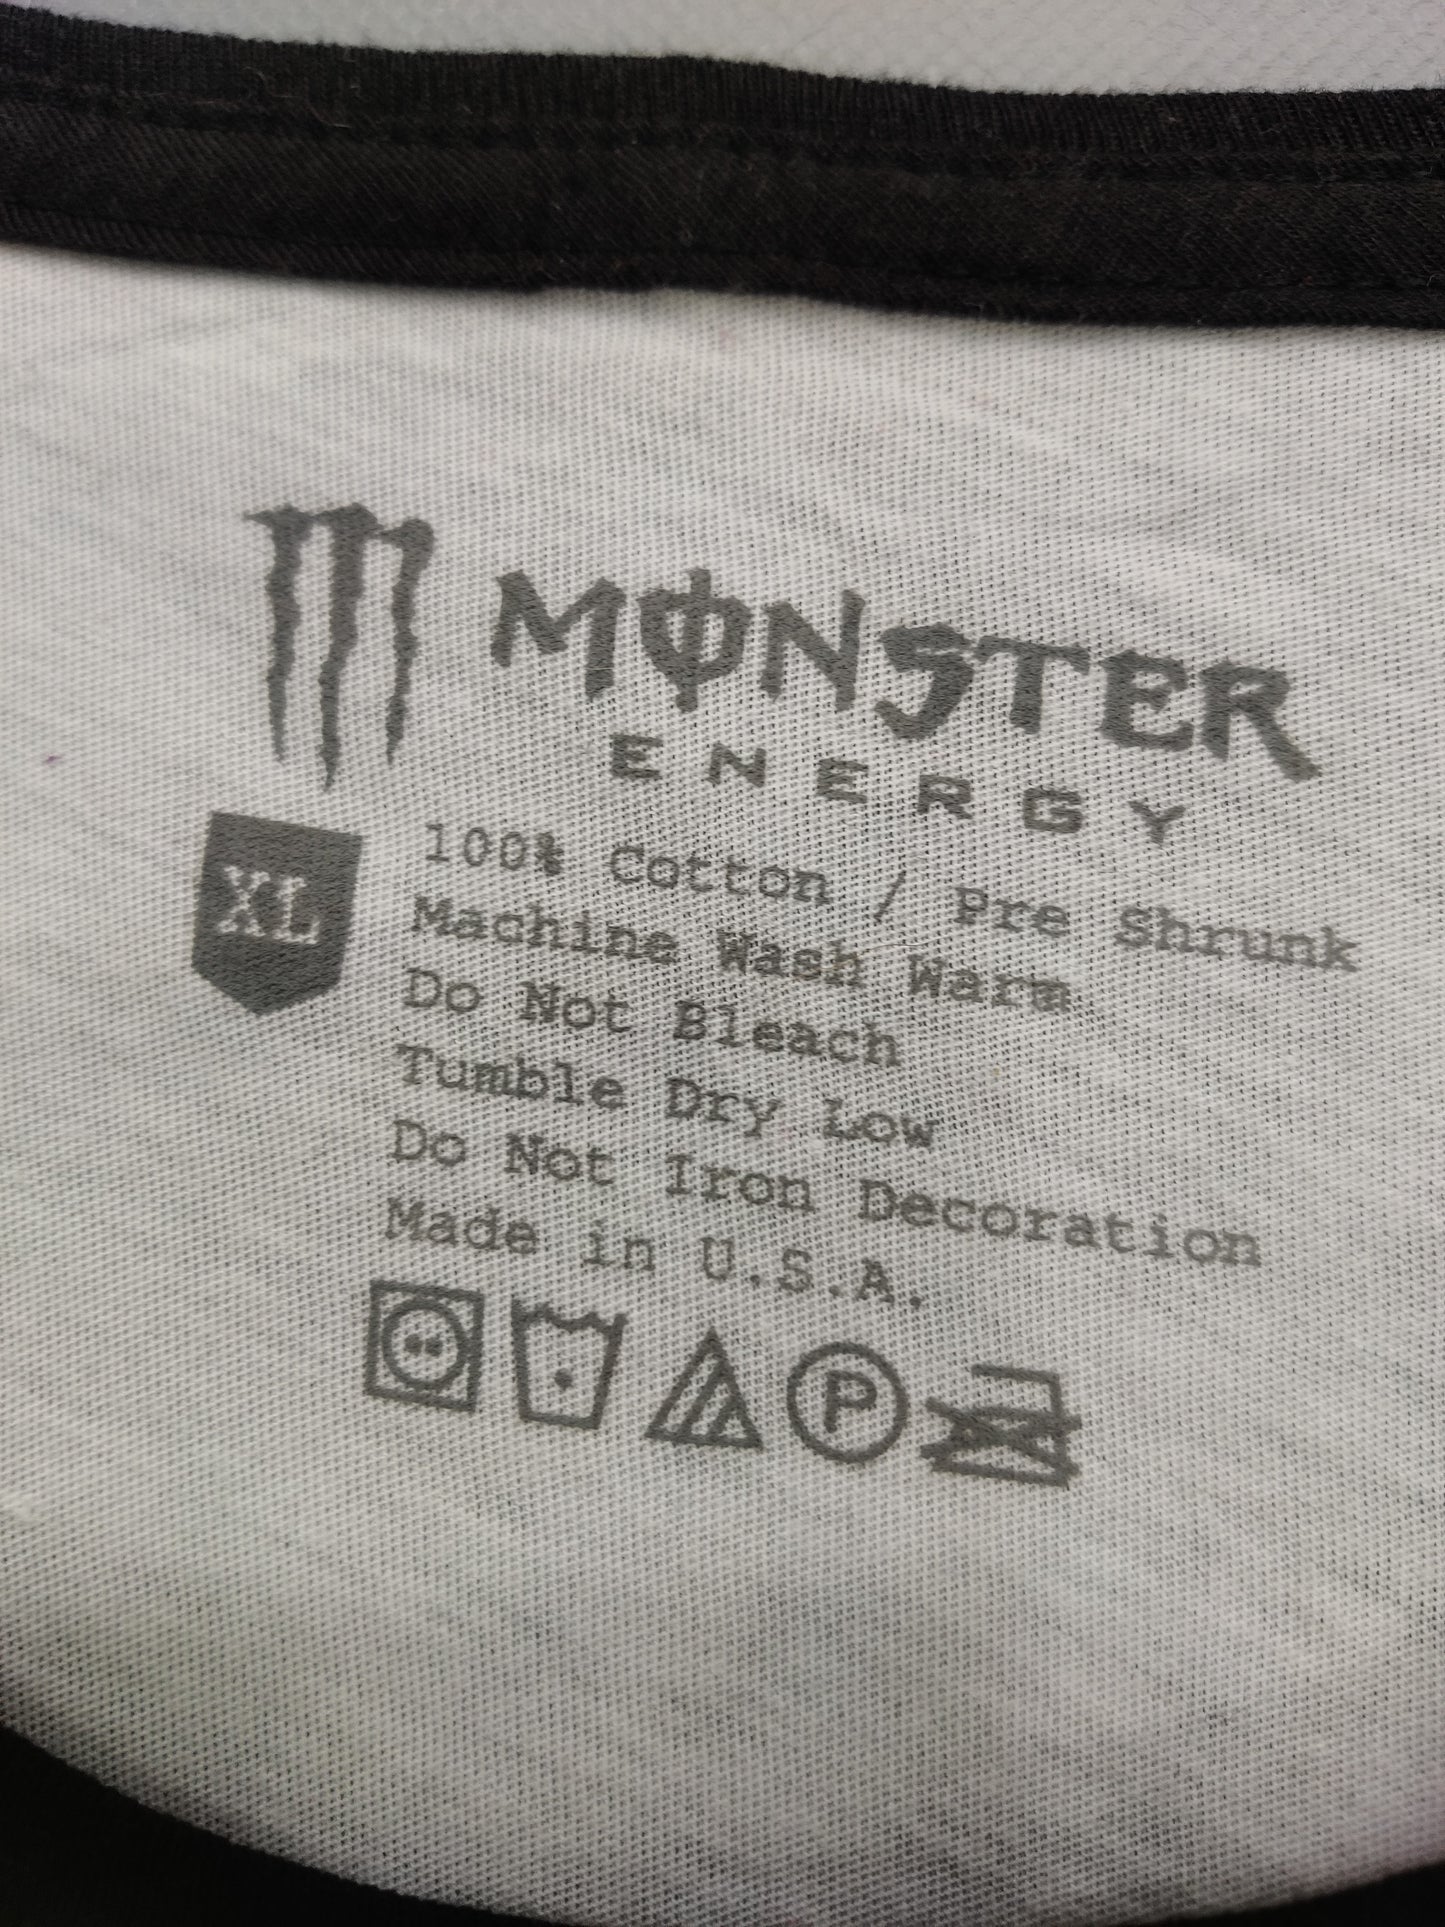 MONSTER
ENERGY
XL
100% Cotton / Pre Shrunk
Machine Wash Warm
Do Not Bleach
Tumble Dry Low
Do Not Iron Decoration
Made in U.S.A.
P